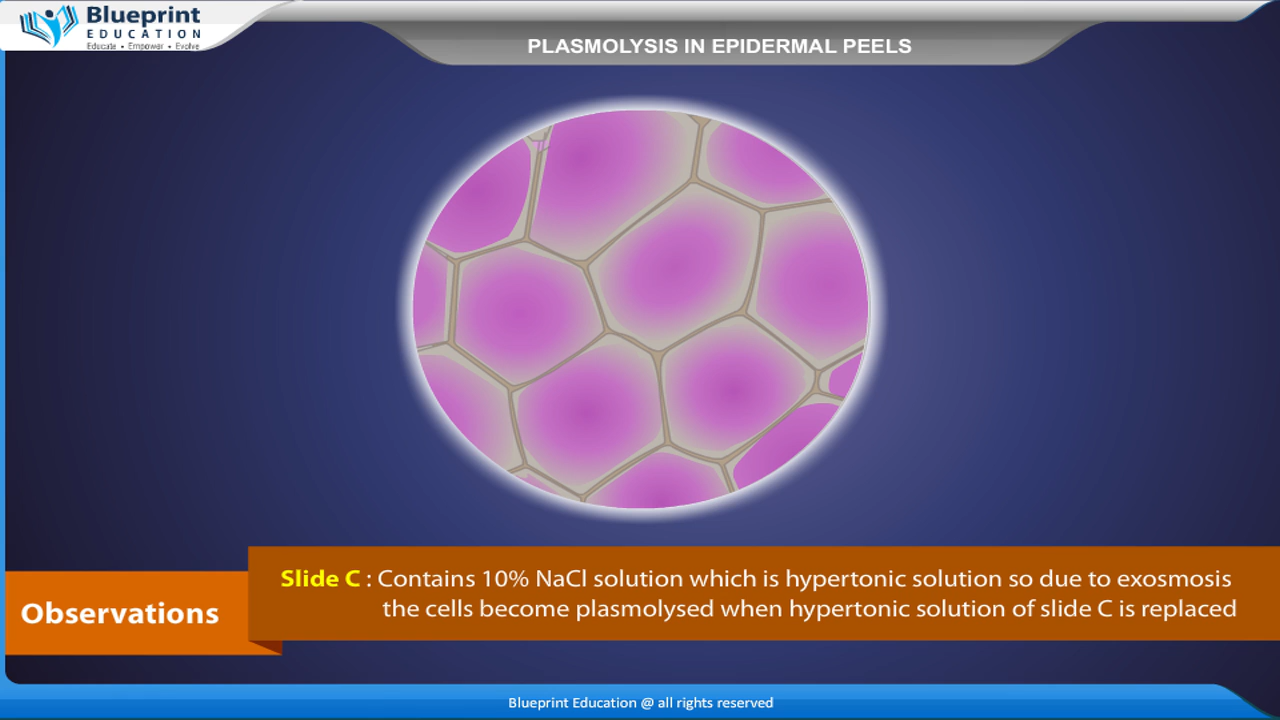 Blueprint
EDUCATION
Educate • Empower • Evolve
PLASMOLYSIS IN EPIDERMAL PEELS
Observations
Slide C : Contains 10% NaCl solution which is hypertonic solution so due to exosmosis
the cells become plasmolysed when hypertonic solution of slide C is replaced
Blueprint Education @ all rights reserved